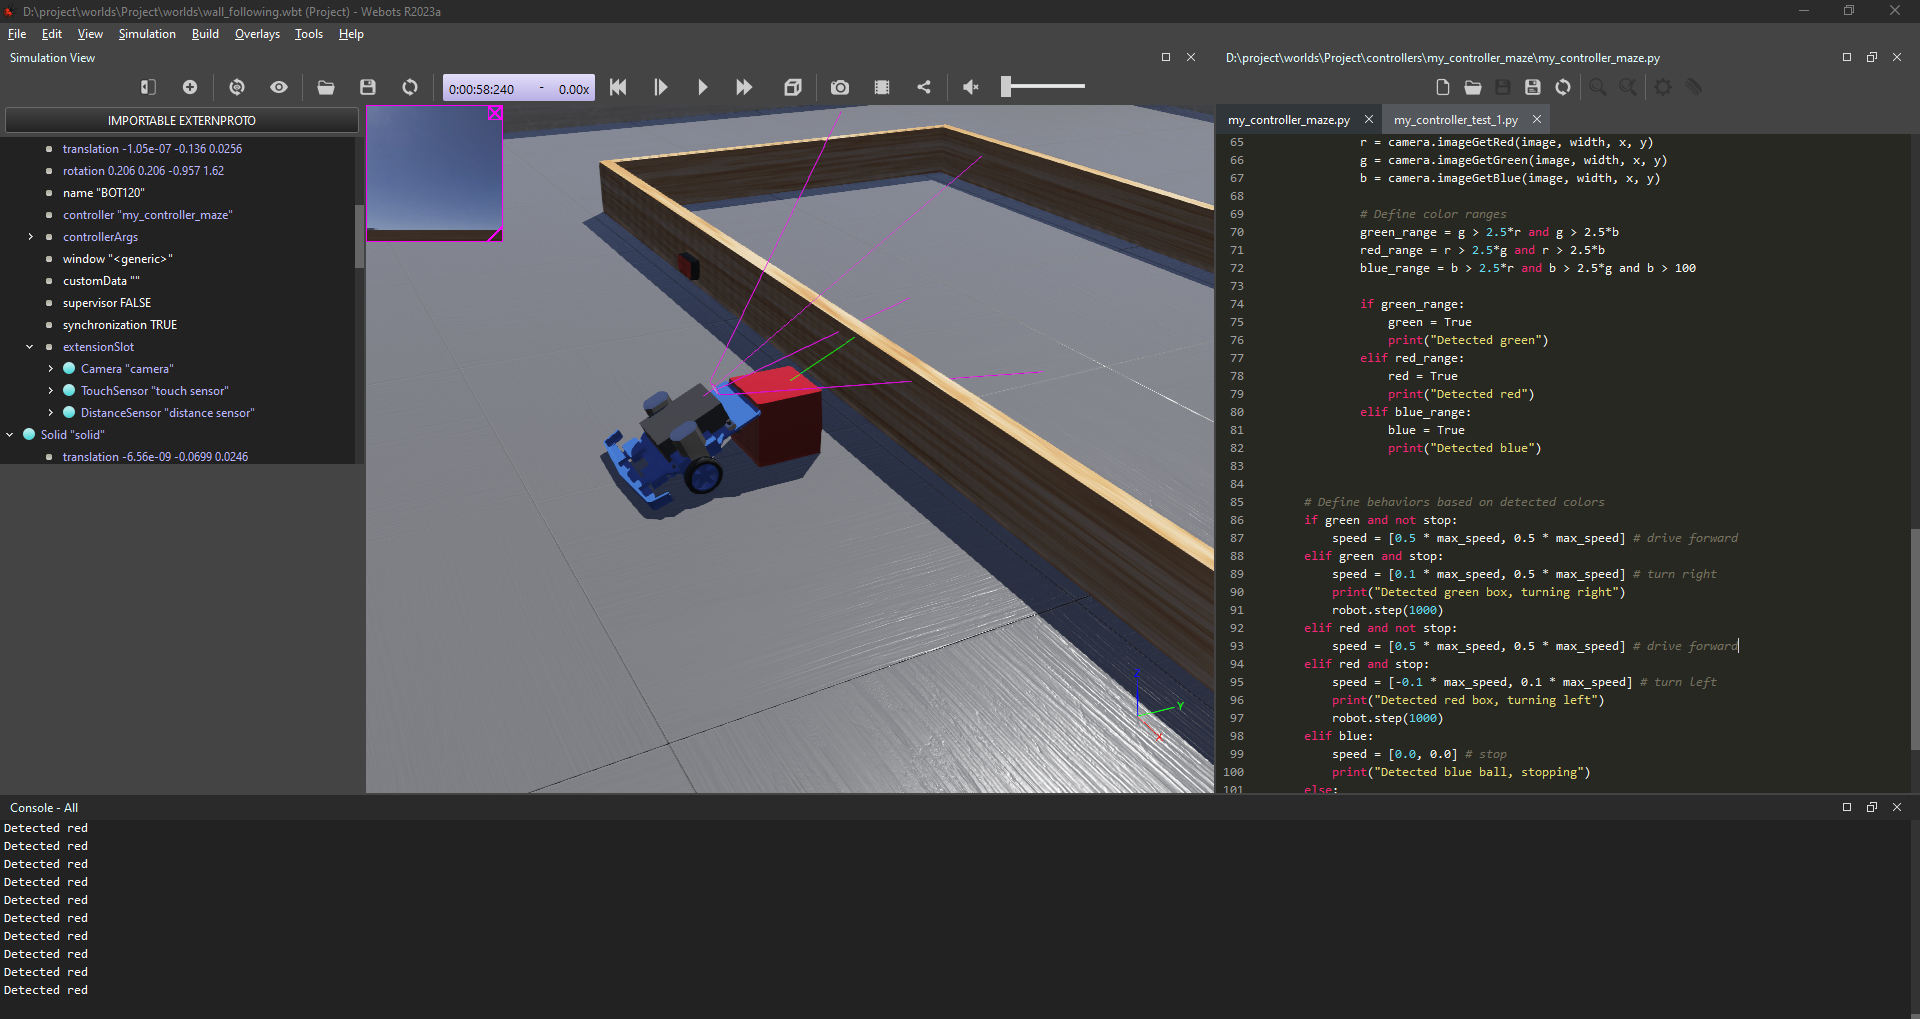 D:\project\worlds\Project\worlds\wall_following.wbt (Project) - Webots R2023a
File Edit View Simulation Build Overlays Tools Help
Simulation View
0:00:58:240 - 0.00x
IMPORTABLE EXTERNPROTO
translation -1.05e-07 -0.136 0.0256
rotation 0.206 0.206 -0.957 1.62
name "BOT120"
controller "my_controller_maze"
controllerArgs
window "<generic>"
customData ""
supervisor FALSE
synchronization TRUE
extensionSlot
Camera "camera"
TouchSensor "touch sensor"
DistanceSensor "distance sensor"
Solid "solid"
translation -6.56e-09 -0.0699 0.0246
Z
Y
X
D:\project\worlds\Project\controllers\my_controller_maze\my_controller_maze.py
my_controller_maze.py my_controller_test_1.py
65 r = camera.imageGetRed(image, width, x, y)
66 g = camera.imageGetGreen(image, width, x, y)
67 b = camera.imageGetBlue(image, width, x, y)
68
69 # Define color ranges
70 green_range = g > 2.5*r and g > 2.5*b
71 red_range = r > 2.5*g and r > 2.5*b
72 blue_range = b > 2.5*r and b > 2.5*g and b > 100
73
74 if green_range:
75 green = True
76 print("Detected green")
77 elif red_range:
78 red = True
79 print("Detected red")
80 elif blue_range:
81 blue = True
82 print("Detected blue")
83
84
85 # Define behaviors based on detected colors
86 if green and not stop:
87 speed = [0.5 * max_speed, 0.5 * max_speed] # drive forward
88 elif green and stop:
89 speed = [0.1 * max_speed, 0.5 * max_speed] # turn right
90 print("Detected green box, turning right")
91 robot.step(1000)
92 elif red and not stop:
93 speed = [0.5 * max_speed, 0.5 * max_speed] # drive forward
94 elif red and stop:
95 speed = [-0.1 * max_speed, 0.1 * max_speed] # turn left
96 print("Detected red box, turning left")
97 robot.step(1000)
98 elif blue:
99 speed = [0.0, 0.0] # stop
100 print("Detected blue ball, stopping")
101 else:
Console - All
Detected red
Detected red
Detected red
Detected red
Detected red
Detected red
Detected red
Detected red
Detected red
Detected red